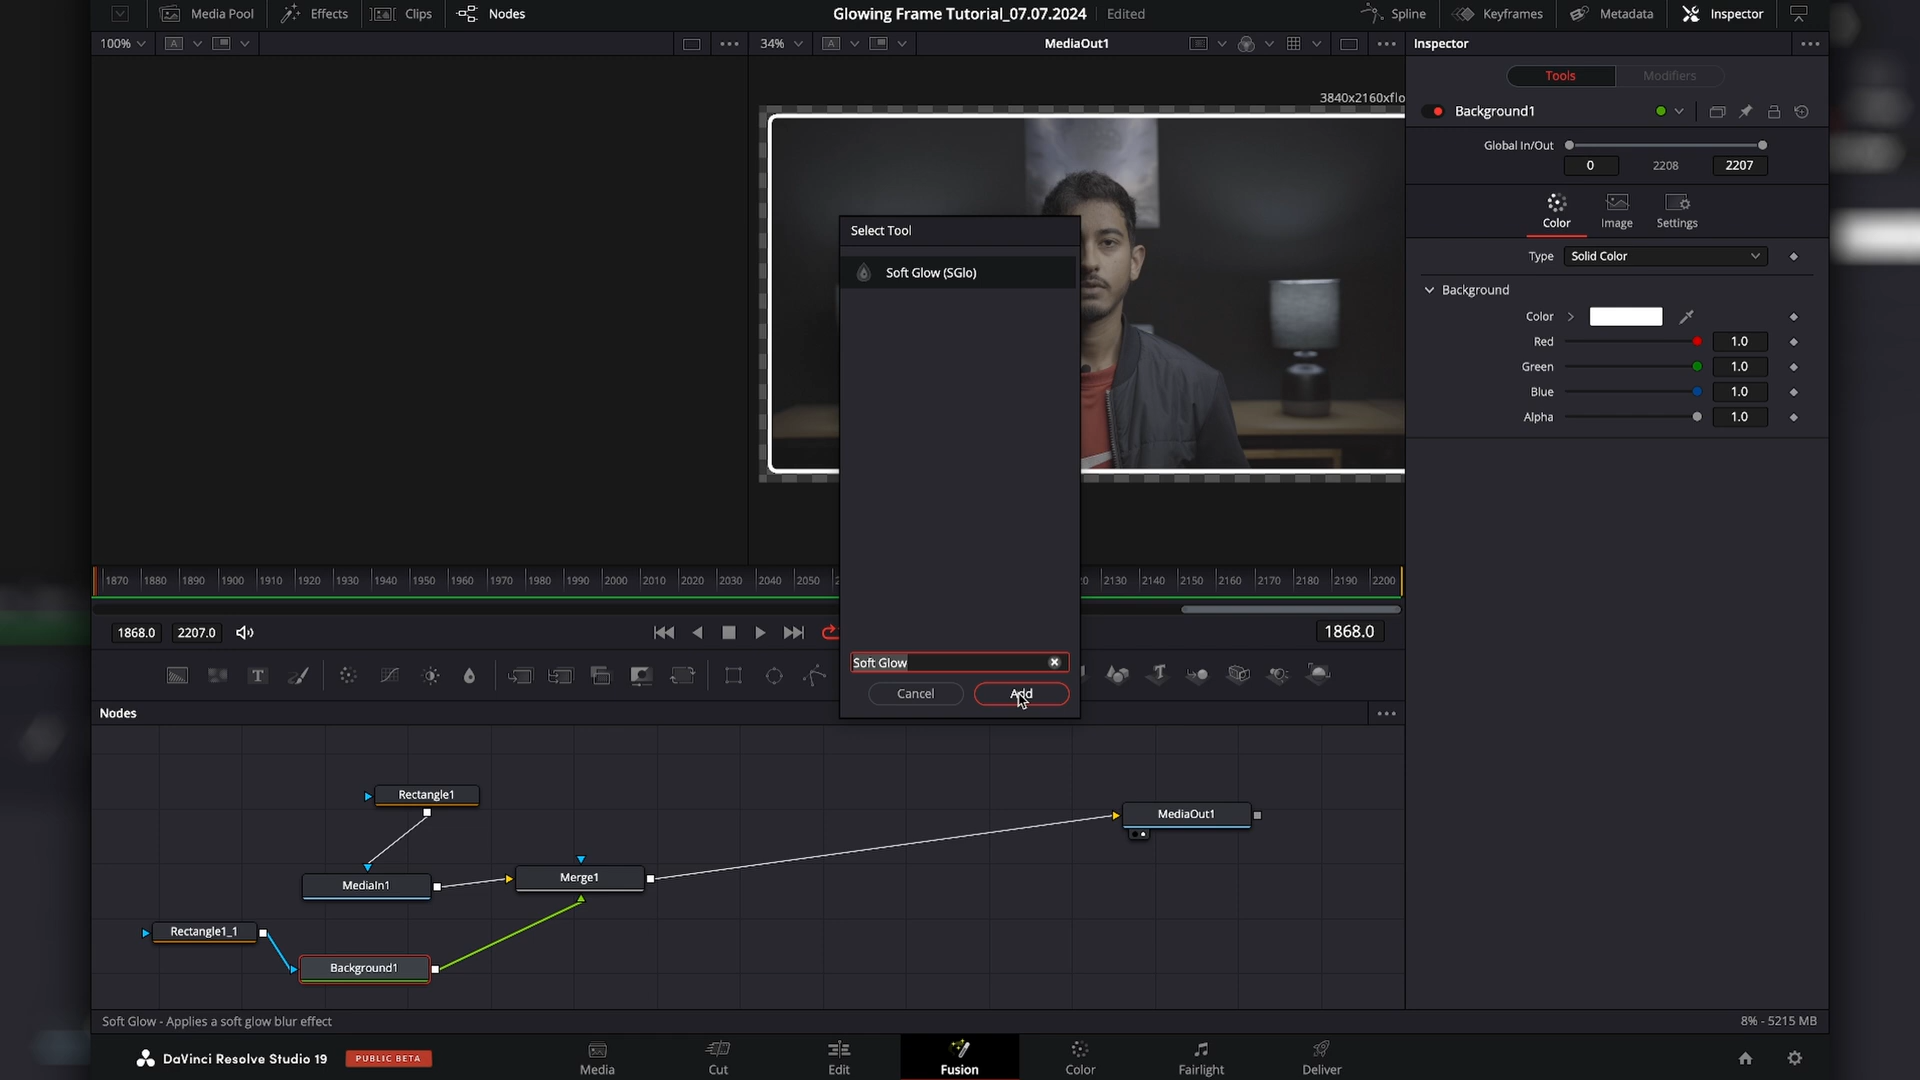 Media Pool
Effects
Clips
Nodes
Glowing Frame Tutorial_07.07.2024
Edited
Spline
Keyframes
Metadata
Inspector
100%
A
34%
A
MediaOut1
Inspector
Tools
Modifiers
3840x2160xflo
Background1
Global In/Out
0
2208
2207
Color
Image
Settings
Select Tool
Soft Glow (SGlo)
Type
Solid Color
Background
Color
Red
1.0
Green
1.0
Blue
1.0
Alpha
1.0
1870 1880 1890 1900 1910 1920 1930 1940 1950 1960 1970 1980 1990 2000 2010 2020 2030 2040 2050 2
20 2130 2140 2150 2160 2170 2180 2190 2200
1868.0
2207.0
1868.0
Soft Glow
Cancel
Add
T
T
Nodes
Rectangle1
MediaOut1
Merge1
MediaIn1
Rectangle1_1
Background1
Soft Glow - Applies a soft glow blur effect
8% - 5215 MB
DaVinci Resolve Studio 19
PUBLIC BETA
Media
Cut
Edit
Fusion
Color
Fairlight
Deliver